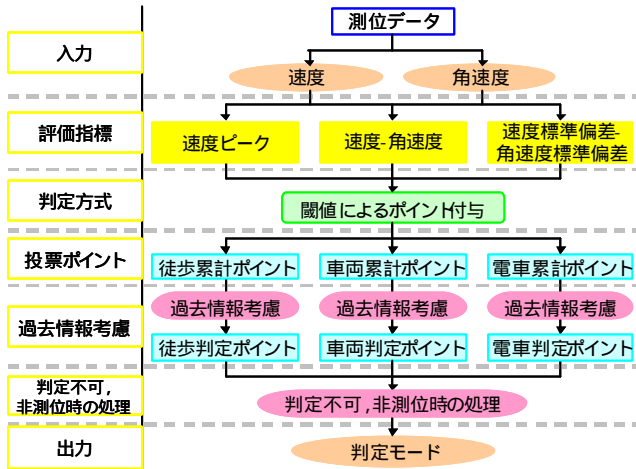 測位データ
入力
速度
角速度
評価指標
速度ピーク
速度-角速度
速度標準偏差-
角速度標準偏差
判定方式
閾値によるポイント付与
投票ポイント
徒歩累計ポイント
車両累計ポイント
電車累計ポイント
過去情報考慮
過去情報考慮
過去情報考慮
過去情報考慮
徒歩判定ポイント
車両判定ポイント
電車判定ポイント
判定不可,
非測位時の処理
判定不可,非測位時の処理
出力
判定モード